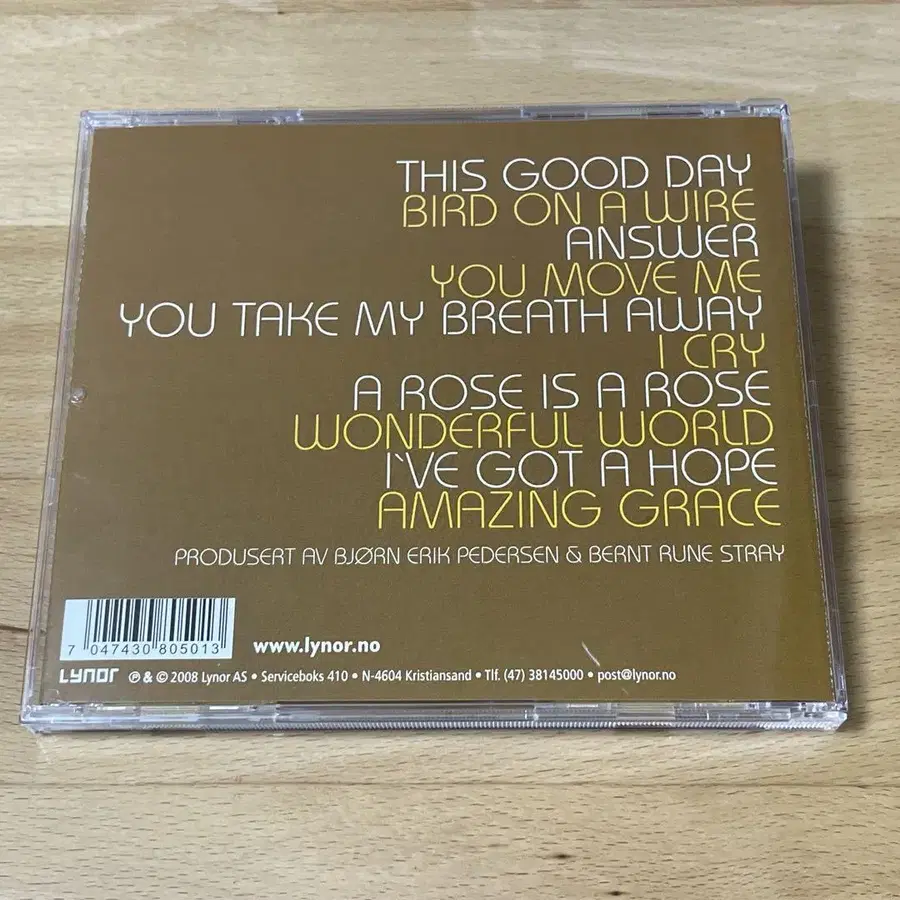 THIS GOOD DAY
BIRD ON A WIRE
ANSWER
YOU MOVE ME
YOU TAKE MY BREATH AWAY
I CRY
A ROSE IS A ROSE
WONDERFUL WORLD
I`VE GOT A HOPE
AMAZING GRACE
PRODUSERT AV BJØRN ERIK PEDERSEN & BERNT RUNE STRAY
7 047430 805013
www.lynor.no
LYNOR ℗ & © 2008 Lynor AS • Serviceboks 410 • N-4604 Kristiansand • Tlf. (47) 38145000 • post@lynor.no